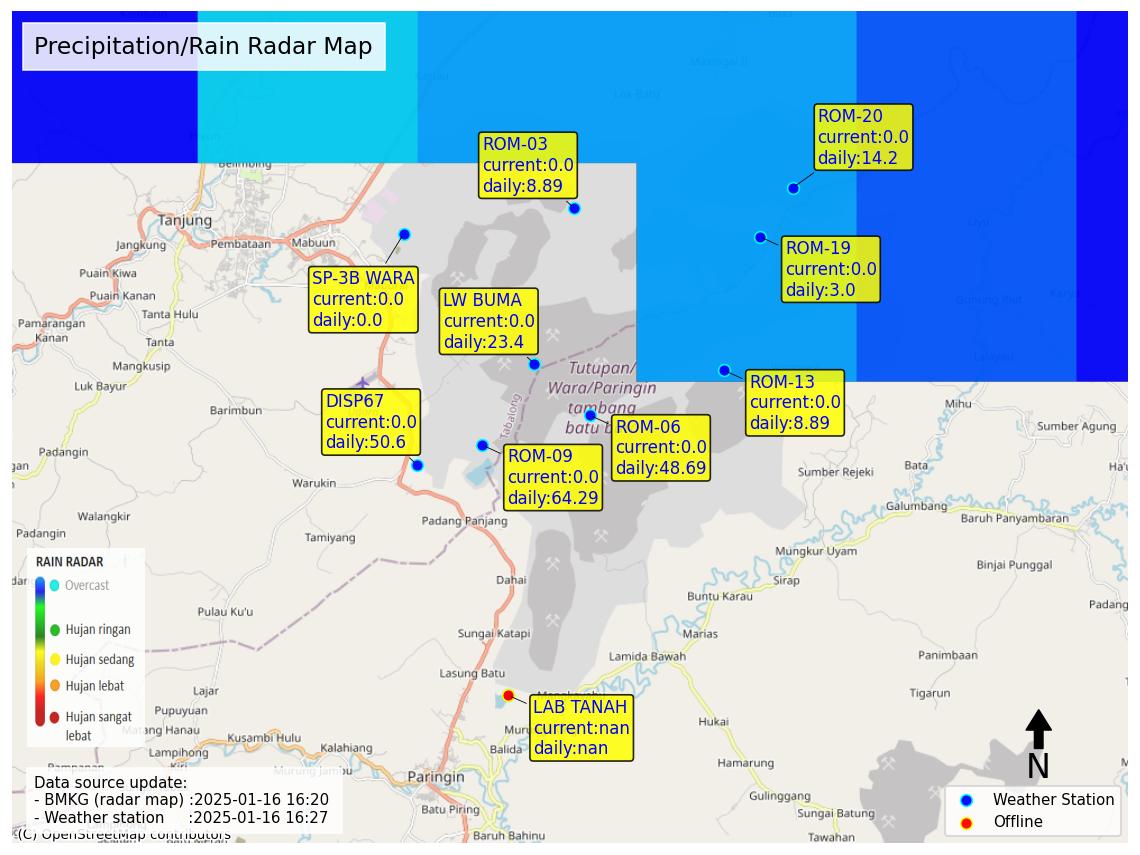 Precipitation/Rain Radar Map
ROM-20
current:0.0
daily:14.2
ROM-03
current:0.0
daily:8.89
ROM-19
current:0.0
daily:3.0
SP-3B WARA
current:0.0
daily:0.0
LW BUMA
current:0.0
daily:23.4
ROM-13
current:0.0
daily:8.89
DISP67
current:0.0
daily:50.6
ROM-06
current:0.0
daily:48.69
ROM-09
current:0.0
daily:64.29
LAB TANAH
current:nan
daily:nan
Belimbing
Tanjung
Jangkung
Pembataan
Mabuun
Puain Kiwa
Puain Kanan
Tanta Hulu
Pamarangan
Kanan
Tanta
Mangkusip
Luk Bayur
Barimbun
Padangin
Warukin
Walangkir
Padangin
Tamiyang
Padang Panjang
Tabalong
Tutupan/
Wara/Paringin
tambang
batu
Mihu
Sumber Agung
Bata
Sumber Rejeki
Galumbang
Baruh Panyambaran
Mungkur Uyam
Binjai Punggal
Sirap
Buntu Karau
Dahai
Pulau Ku'u
Sungai Katapi
Marias
Lamida Bawah
Panimbaan
Lasung Batu
Tigarun
Lajar
Pupuyuan
Matang Hanau
Kusambi Hulu
Lampihong
Kalahiang
Murung Jambu
Balida
Paringin
Batu Piring
Baruh Bahinu
Hukai
Hamarung
Gulinggang
Sungai Batung
Tawahan
RAIN RADAR
Overcast
Hujan ringan
Hujan sedang
Hujan lebat
Hujan sangat
lebat
Data source update:
- BMKG (radar map) :2025-01-16 16:20
- Weather station :2025-01-16 16:27
(C) OpenStreetMap contributors
N
Weather Station
Offline